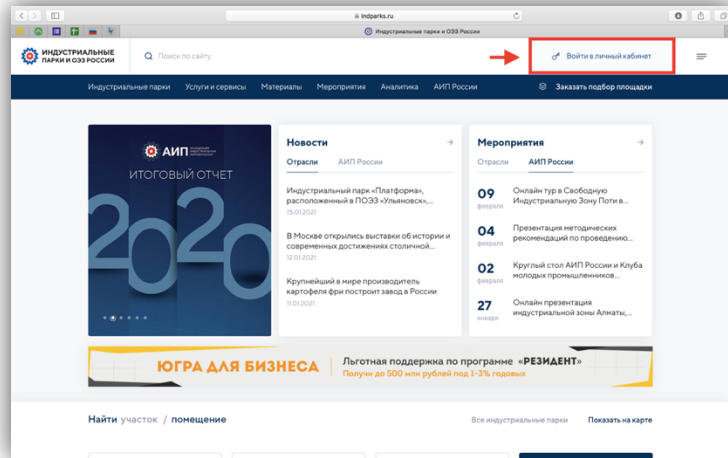 indparks.ru
Индустриальные парки и ОЭЗ России
ИНДУСТРИАЛЬНЫЕ
ПАРКИ И ОЭЗ РОССИИ
Поиск по сайту
Войти в личный кабинет
Индустриальные парки Услуги и сервисы Материалы Мероприятия Аналитика АИП России Заказать подбор площадки
АИП
ИТОГОВЫЙ ОТЧЕТ
2020
Новости
Отрасли АИП России
Индустриальный парк «Платформа»,
расположенный в ПОЭЗ «Ульяновск»,...
15.01.2021
В Москве открылись выставки об истории и
современных достижениях столичной...
12.01.2021
Крупнейший в мире производитель
картофеля фри построит завод в России
11.01.2021
Мероприятия
Отрасли АИП России
09 февраля
Онлайн тур в Свободную
Индустриальную Зону Поти в...
04 февраля
Презентация методических
рекомендаций по проведению...
02 февраля
Круглый стол АИП России и Клуба
молодых промышленников...
27 января
Онлайн презентация
индустриальной зоны Алматы,...
ЮГРА ДЛЯ БИЗНЕСА
Льготная поддержка по программе «РЕЗИДЕНТ»
Получи до 500 млн рублей под 1-3% годовых
Найти участок / помещение
Все индустриальные парки Показать на карте